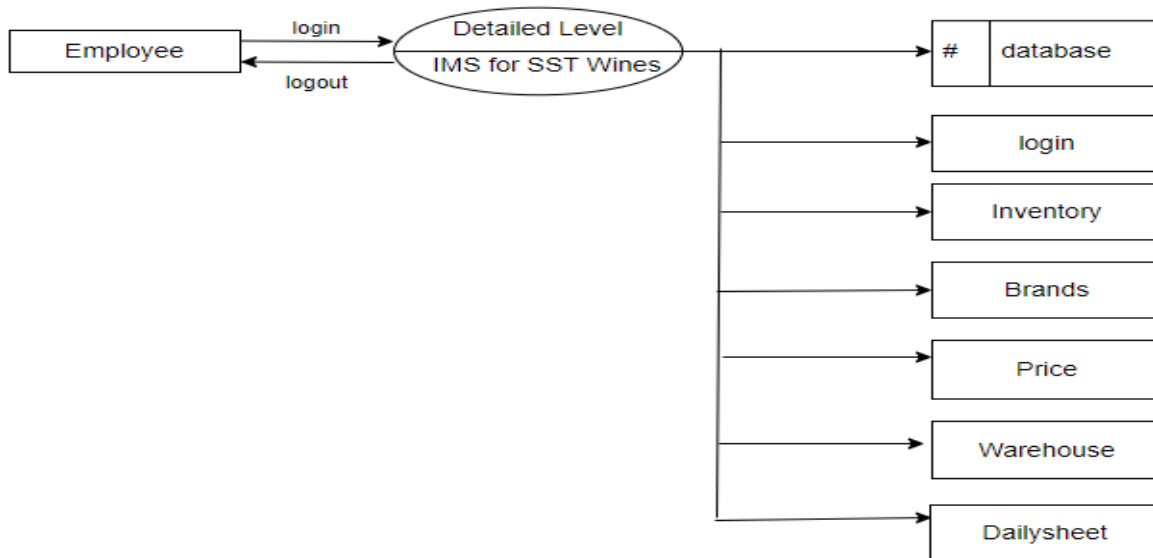 Employee
login
logout
Detailed Level
IMS for SST Wines
# database
login
Inventory
Brands
Price
Warehouse
Dailysheet